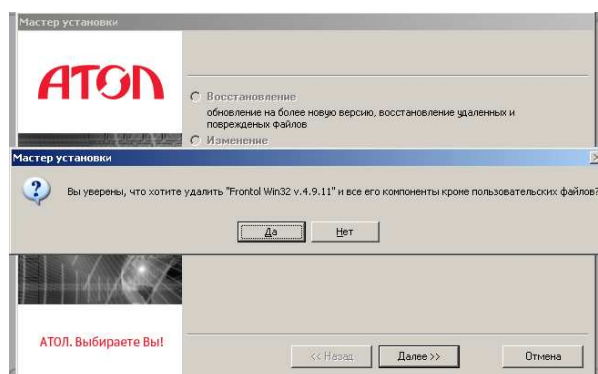 Мастер установки
АТОЛ
Восстановление
обновление на более новую версию, восстановление удаленных и
поврежденых файлов
Изменение
Мастер установки
Вы уверены, что хотите удалить "Frontol Win32 v.4.9.11" и все его компоненты кроме пользовательских файлов?
Да
Нет
АТОЛ. Выбираете Вы!
<< Назад
Далее >>
Отмена